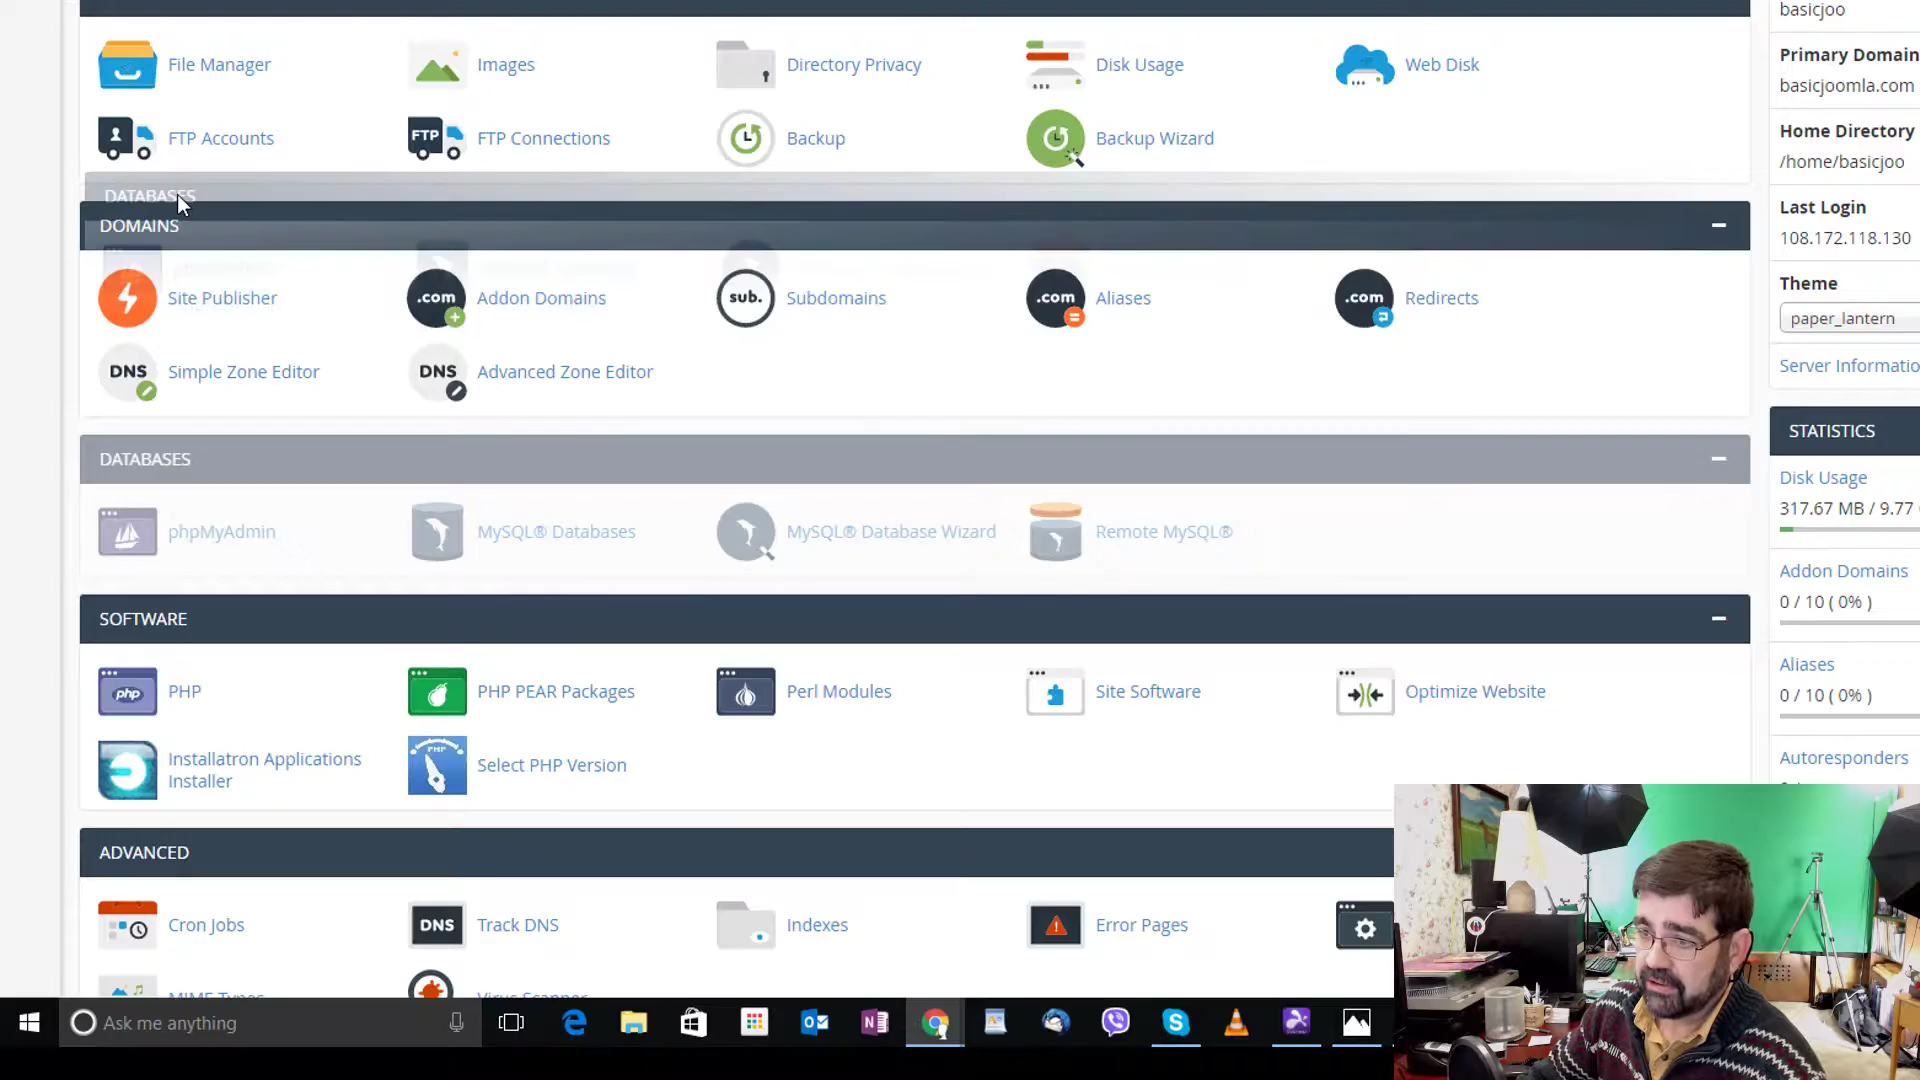 File Manager
Images
Directory Privacy
Disk Usage
Web Disk
FTP Accounts
FTP
FTP Connections
Backup
Backup Wizard
DATABASES
DOMAINS
Site Publisher
.com
Addon Domains
sub.
Subdomains
.com
Aliases
.com
Redirects
DNS
Simple Zone Editor
DNS
Advanced Zone Editor
DATABASES
phpMyAdmin
MySQL® Databases
MySQL® Database Wizard
Remote MySQL®
SOFTWARE
php
PHP
PHP PEAR Packages
Perl Modules
Site Software
Optimize Website
Installatron Applications
Installer
PHP
Select PHP Version
ADVANCED
Cron Jobs
DNS
Track DNS
Indexes
Error Pages
MIME Types
Virus Scanner
basicjoo
Primary Domain
basicjoomla.com
Home Directory
/home/basicjoo
Last Login
108.172.118.130
Theme
paper_lantern
Server Informatio
STATISTICS
Disk Usage
317.67 MB / 9.77
Addon Domains
0 / 10 ( 0% )
Aliases
0 / 10 ( 0% )
Autoresponders
Ask me anything